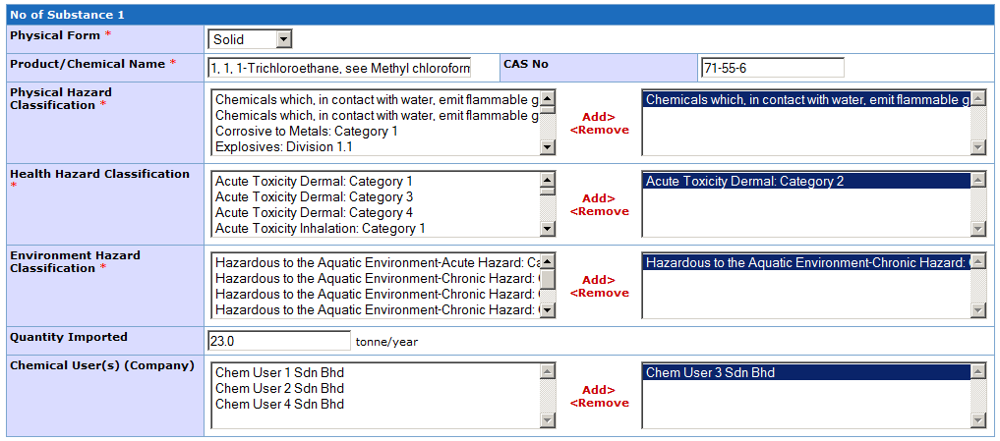 No of Substance 1
Physical Form *
Solid
Product/Chemical Name *
1, 1, 1-Trichloroethane, see Methyl chloroform
CAS No
71-55-6
Physical Hazard
Classification *
Chemicals which, in contact with water, emit flammable g
Chemicals which, in contact with water, emit flammable g
Corrosive to Metals: Category 1
Explosives: Division 1.1
Add>
<Remove
Chemicals which, in contact with water, emit flammable g
Health Hazard Classification
*
Acute Toxicity Dermal: Category 1
Acute Toxicity Dermal: Category 3
Acute Toxicity Dermal: Category 4
Acute Toxicity Inhalation: Category 1
Add>
<Remove
Acute Toxicity Dermal: Category 2
Environment Hazard
Classification *
Hazardous to the Aquatic Environment-Acute Hazard: Ca
Hazardous to the Aquatic Environment-Chronic Hazard:
Hazardous to the Aquatic Environment-Chronic Hazard:
Hazardous to the Aquatic Environment-Chronic Hazard:
Add>
<Remove
Hazardous to the Aquatic Environment-Chronic Hazard:
Quantity Imported
23.0 tonne/year
Chemical User(s) (Company)
Chem User 1 Sdn Bhd
Chem User 2 Sdn Bhd
Chem User 4 Sdn Bhd
Add>
<Remove
Chem User 3 Sdn Bhd